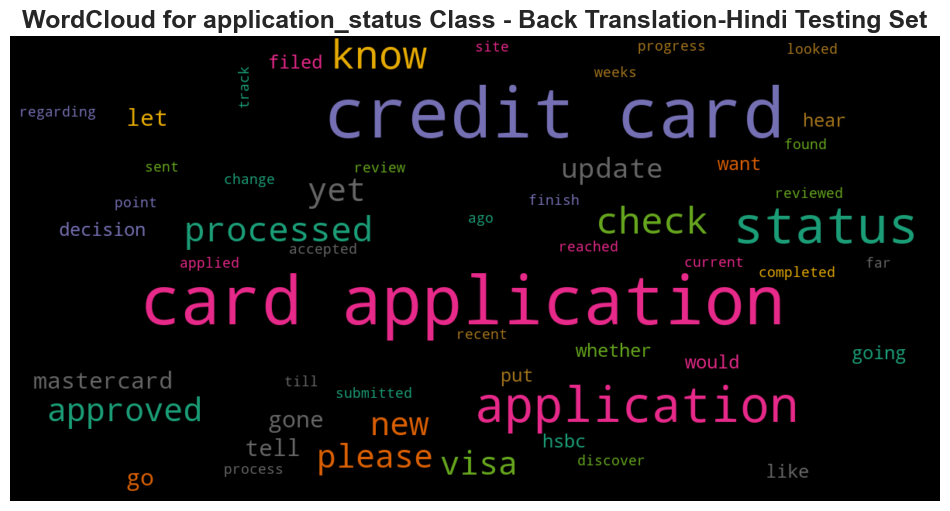 WordCloud for application_status Class - Back Translation-Hindi Testing Set
site
progress
looked
know
filed
weeks
track
credit card
regarding
let
hear
found
sent
review
update
want
change
yet
reviewed
point
finish
decision
processed
ago
check
status
accepted
reached
applied
current
completed
far
card application
recent
whether
would
going
mastercard
till
put
submitted
approved
gone
new
application
tell
please
visa
hsbc
discover
go
process
like